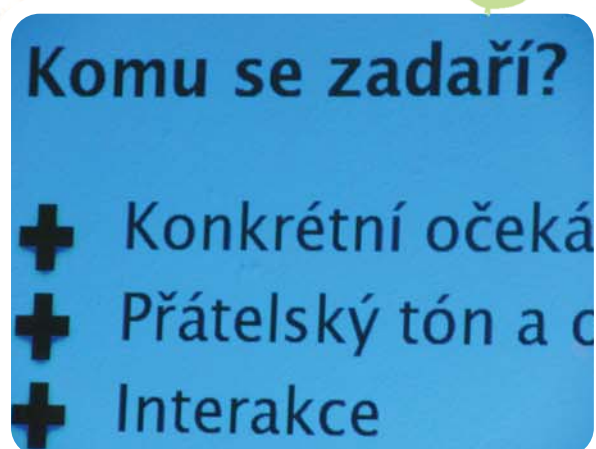 Komu se zadaří?
+ Konkrétní očeká
+ Přátelský tón a o
+ Interakce